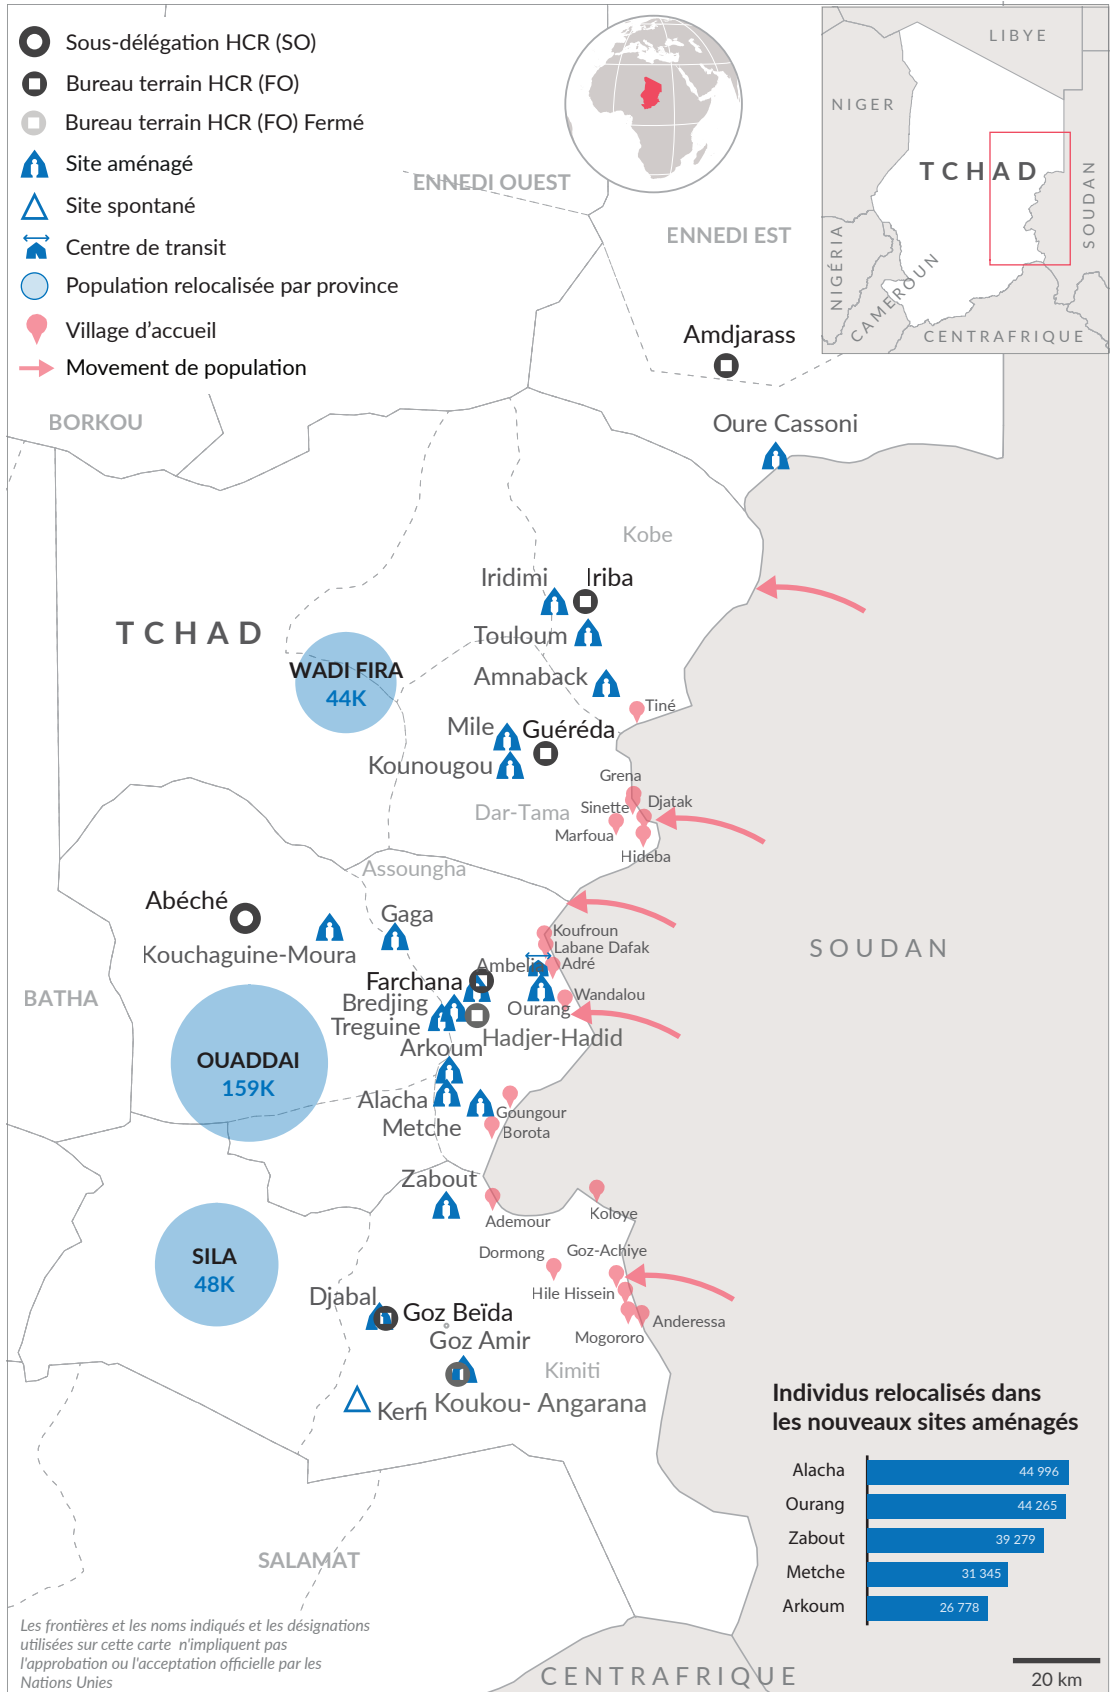 Sous-délégation HCR (SO)
Bureau terrain HCR (FO)
Bureau terrain HCR (FO) Fermé
Site aménagé
Site spontané
Centre de transit
Population relocalisée par province
Village d'accueil
Movement de population
LIBYE
NIGER
TCHAD
SOUDAN
NIGÉRIA
CAMEROUN
CENTRAFRIQUE
ENNEDI OUEST
ENNEDI EST
Amdjarass
BORKOU
Oure Cassoni
Kobe
Iridimi
Iriba
TCHAD
Touloum
WADI FIRA
44K
Amnaback
Tiné
Mile
Guéréda
Kounougou
Grena
Dar-Tama
Sinette
Djatak
Marfoua
Hideba
Assoungha
Abéché
Gaga
Koufroun
Kouchaguine-Moura
Labane Dafak
SOUDAN
Ambelia
Adré
Farchana
BATHA
Bredjing
Wandalou
Ourang
Treguine
Hadjer-Hadid
Arkoum
OUADDAI
159K
Alacha
Goungour
Metche
Borota
Zabout
Ademour
Koloye
Dormong
Goz-Achiye
SILA
48K
Djabal
Hile Hissein
Goz Beïda
Anderessa
Goz Amir
Mogororo
Kimiti
Kerfi
Koukou- Angarana
Individus relocalisés dans
les nouveaux sites aménagés
Alacha 44 996
Ourang 44 265
Zabout 39 279
Metche 31 345
Arkoum 26 778
SALAMAT
Les frontières et les noms indiqués et les désignations
utilisées sur cette carte n'impliquent pas
l'approbation ou l'acceptation officielle par les
Nations Unies
CENTRAFRIQUE
20 km